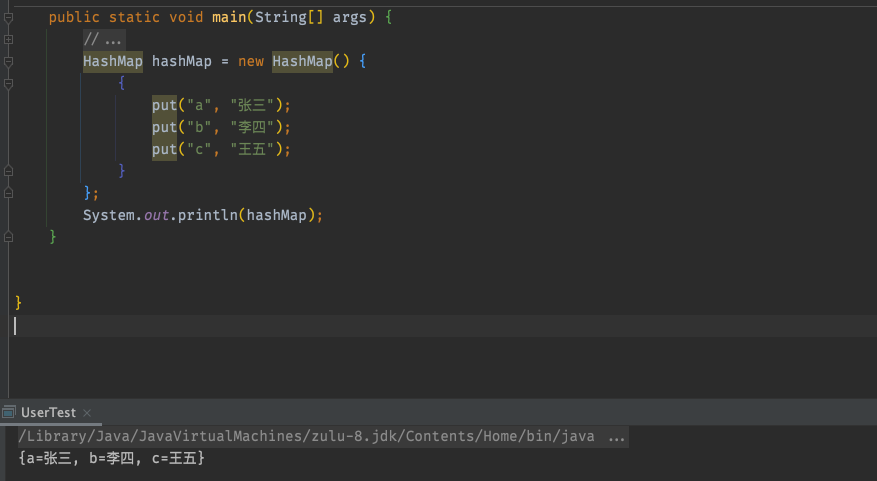 public static void main(String[] args) {
//...
HashMap hashMap = new HashMap() {
{
put("a", "张三");
put("b", "李四");
put("c", "王五");
}
};
System.out.println(hashMap);
}
}
UserTest ×
/Library/Java/JavaVirtualMachines/zulu-8.jdk/Contents/Home/bin/java ...
{a=张三, b=李四, c=王五}